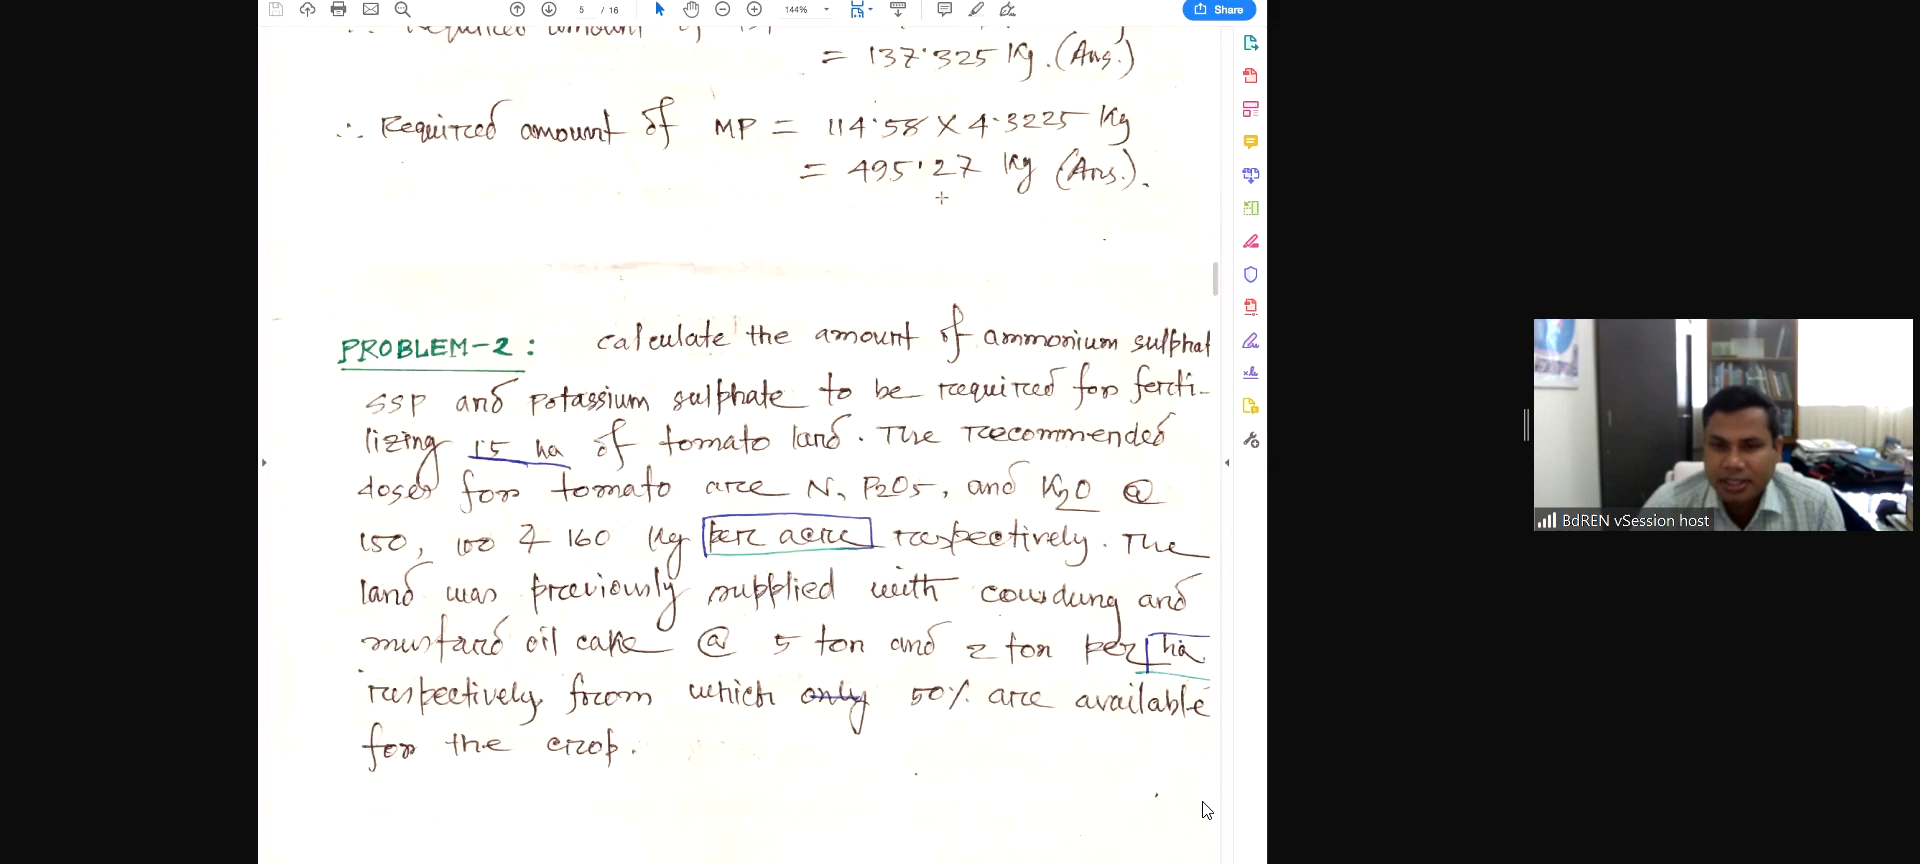 5 / 16
144%
Share
= 137.325 Kg. (Ans.)
∴ Required amount of MP = 114.58 X 4.3225 Kg
= 495.27 Kg (Ans.).
PROBLEM-2: calculate the amount of ammonium sulphat
SSP and potassium sulphate to be required for ferti-
lizing 15 ha of tomato land. The recommended
doses for tomato are N, P2O5, and K2O @
150, 100 & 160 Kg per acre respectively. The
land was previously supplied with cowdung and
mustard oil cake @ 5 ton and 2 ton per ha
respectively from which only 50% are available
for the crop.
BdREN vSession host